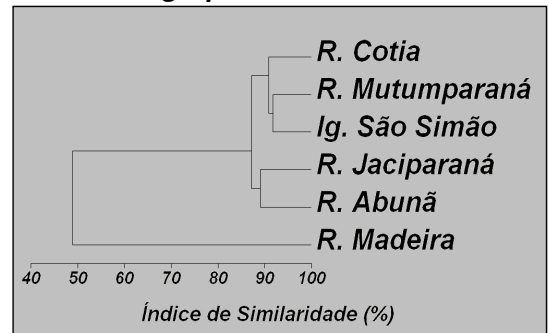 R. Cotia
R. Mutumparaná
Ig. São Simão
R. Jaciparaná
R. Abunã
R. Madeira
40 50 60 70 80 90 100
Índice de Similaridade (%)